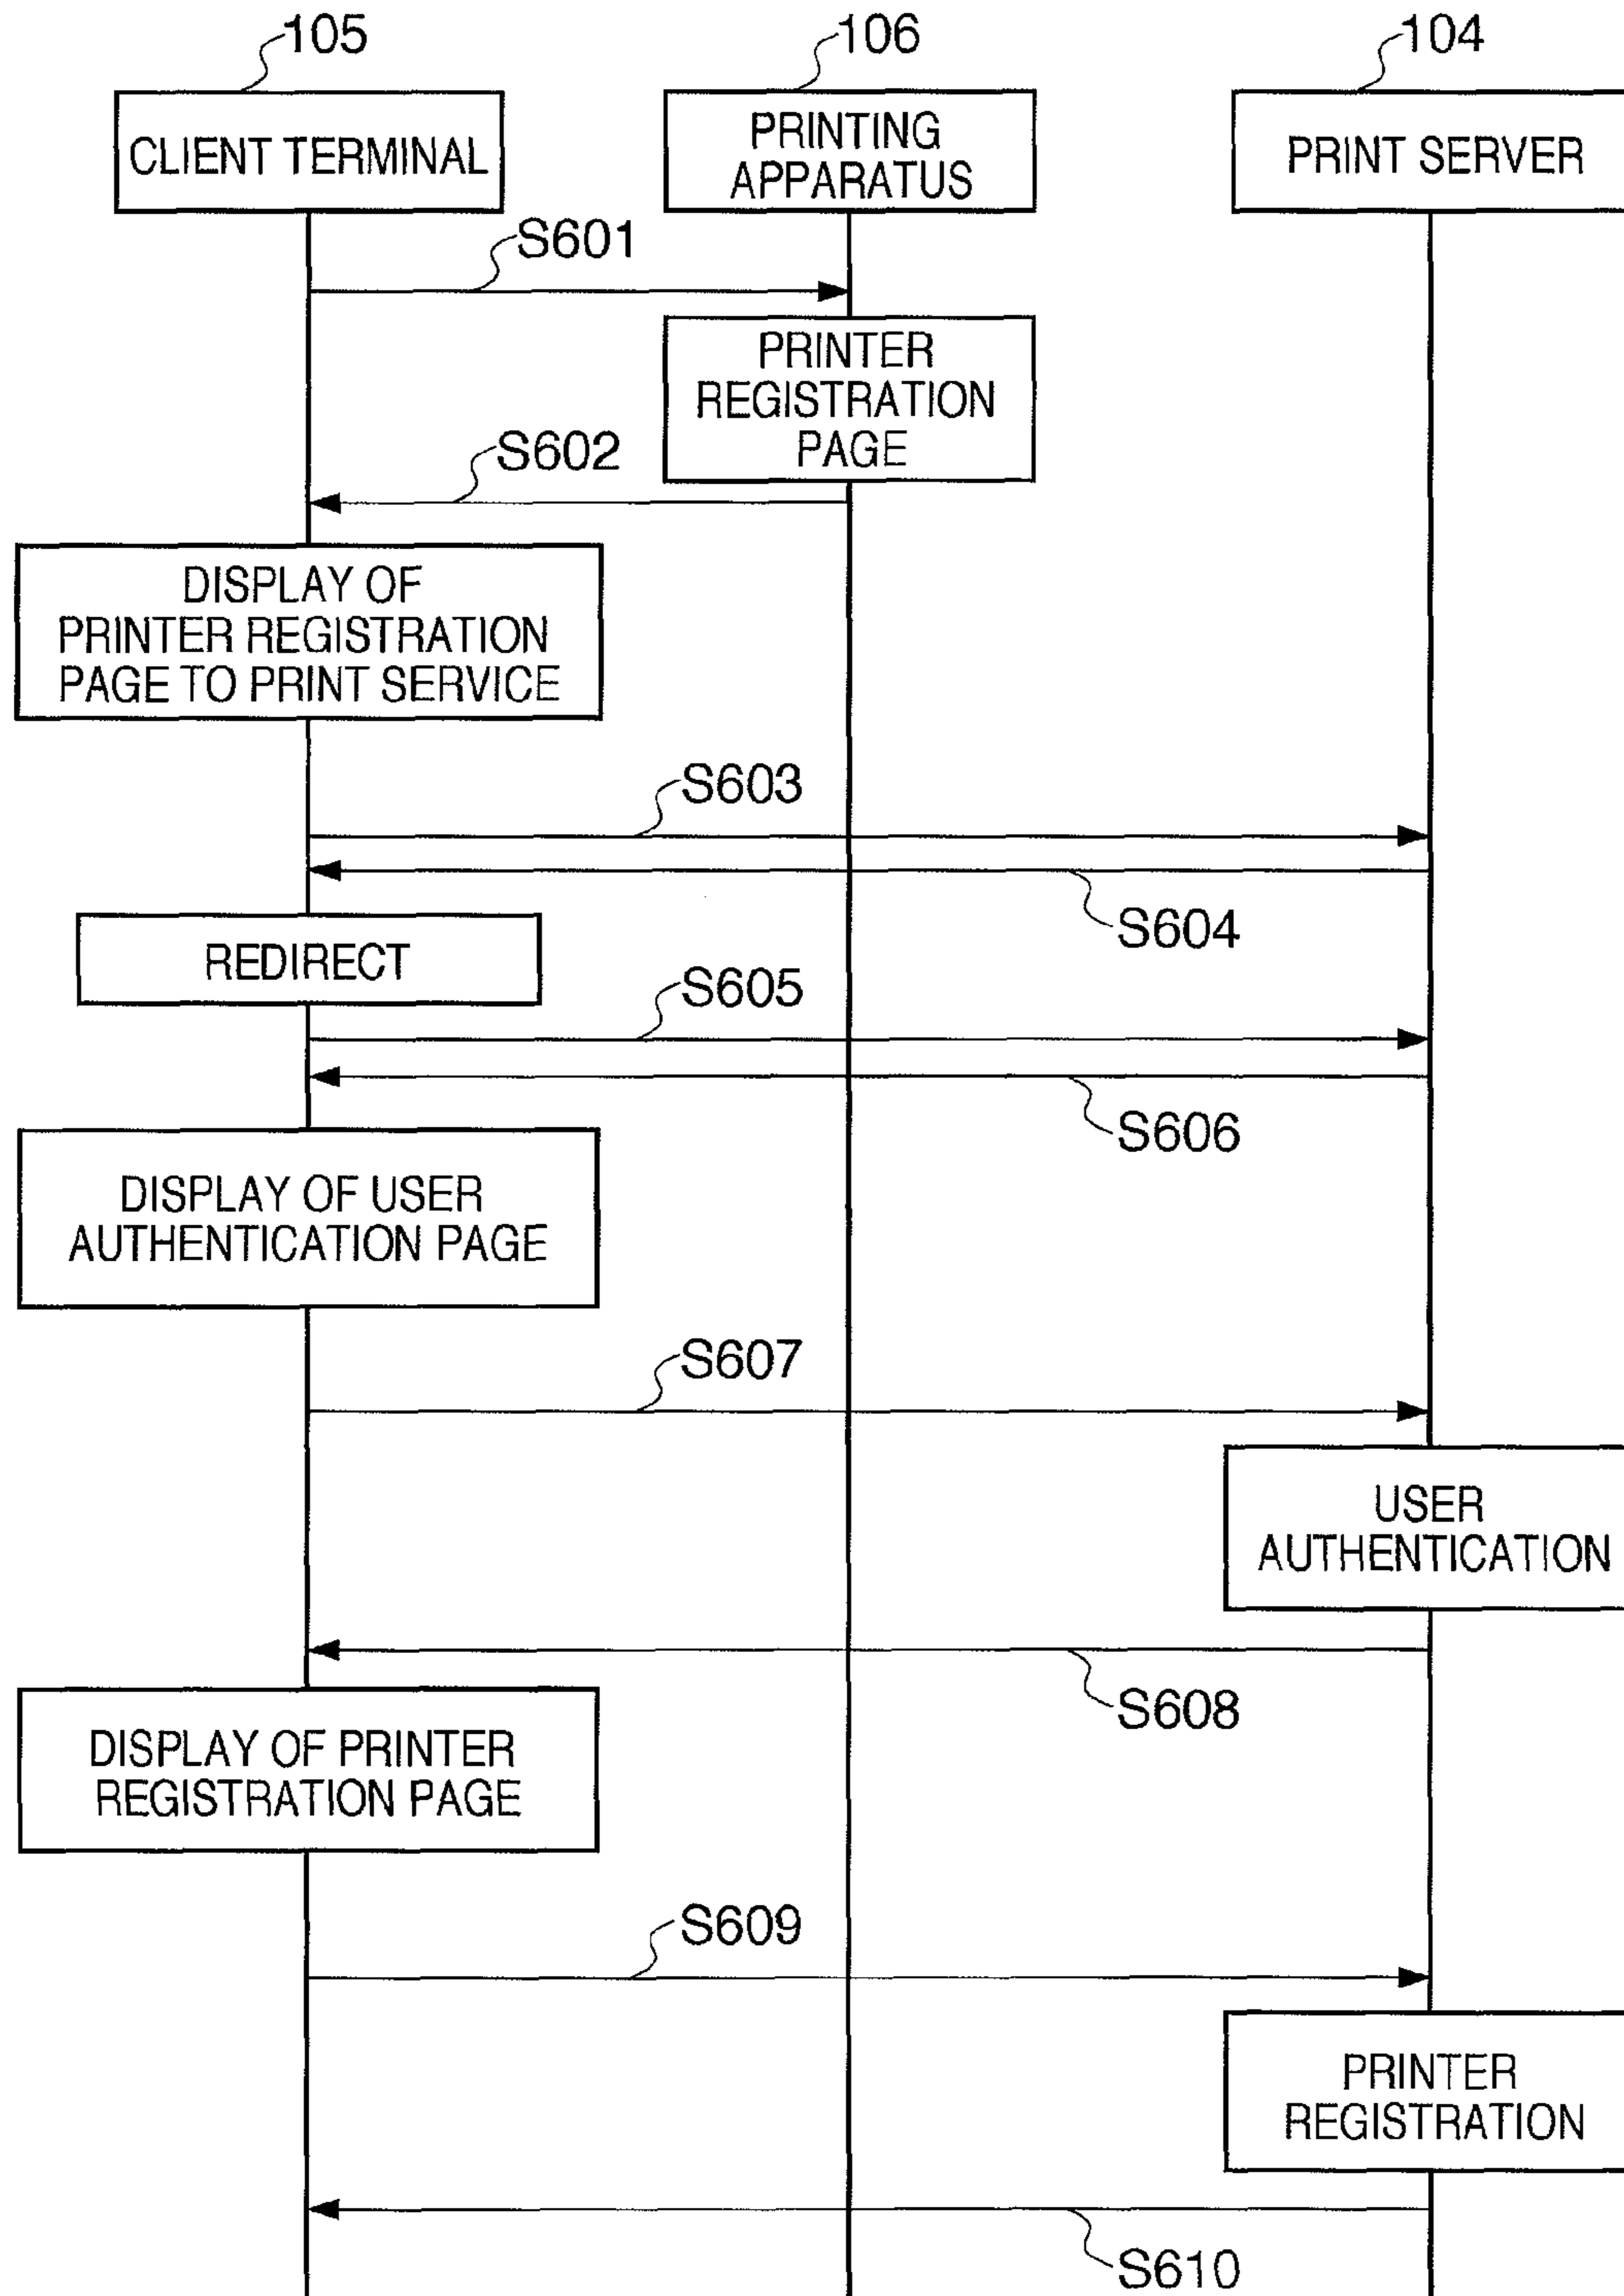 105
106
104
CLIENT TERMINAL
PRINTING
APPARATUS
PRINT SERVER
S601
PRINTER
REGISTRATION
PAGE
S602
DISPLAY OF
PRINTER REGISTRATION
PAGE TO PRINT SERVICE
S603
S604
REDIRECT
S605
S606
DISPLAY OF USER
AUTHENTICATION PAGE
S607
USER
AUTHENTICATION
S608
DISPLAY OF PRINTER
REGISTRATION PAGE
S609
PRINTER
REGISTRATION
S610